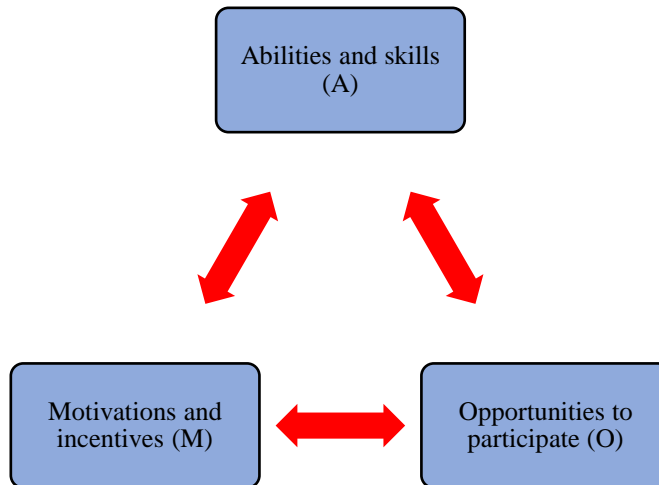 Abilities and skills
(A)
Motivations and
incentives (M)
Opportunities to
participate (O)